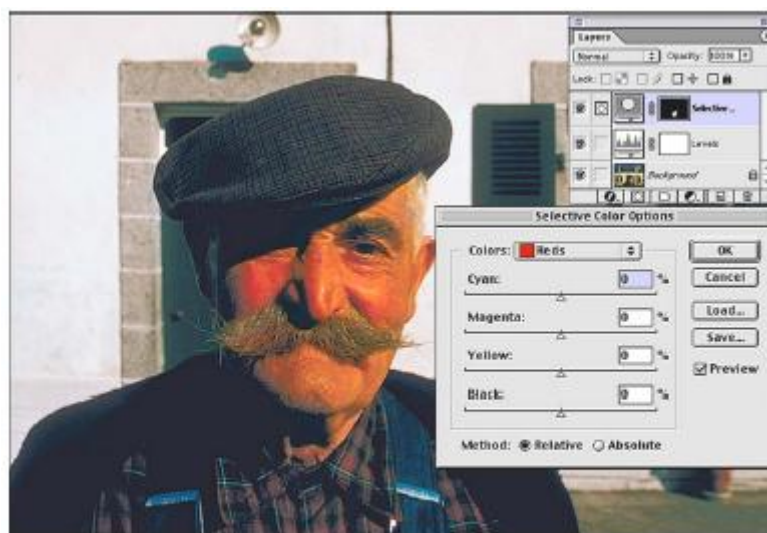 Layers
Normal Opacity: 100%
Lock:
Selective...
Levels
Background
Selective Color Options
Colors: Reds
OK
Cyan: 0 %
Cancel
Magenta: 0 %
Load...
Yellow: 0 %
Save...
Preview
Black: 0 %
Method: Relative Absolute